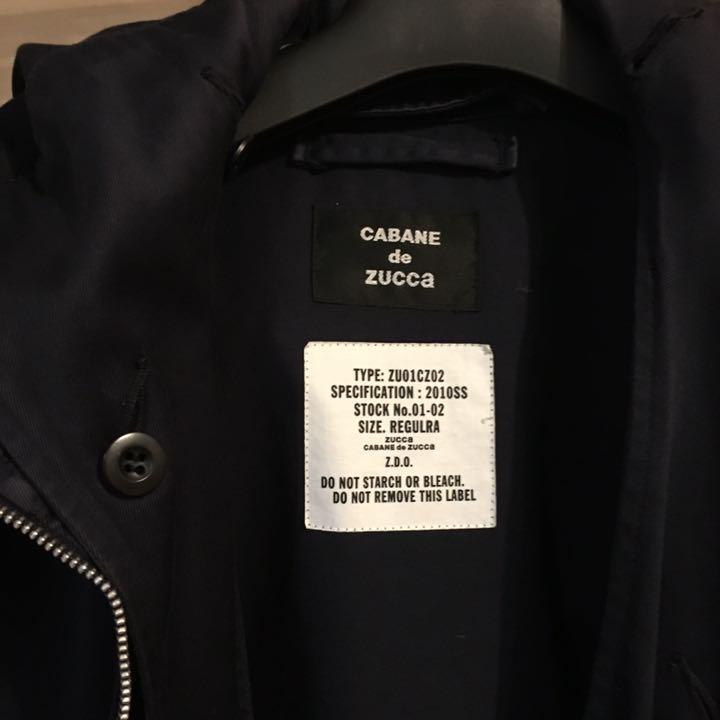 CABANE
de
ZUCCa
TYPE: ZU01CZ02
SPECIFICATION : 2010SS
STOCK No.01-02
SIZE. REGULRA
ZUCCa
CABANE de ZUCCa
Z.D.O.
DO NOT STARCH OR BLEACH.
DO NOT REMOVE THIS LABEL